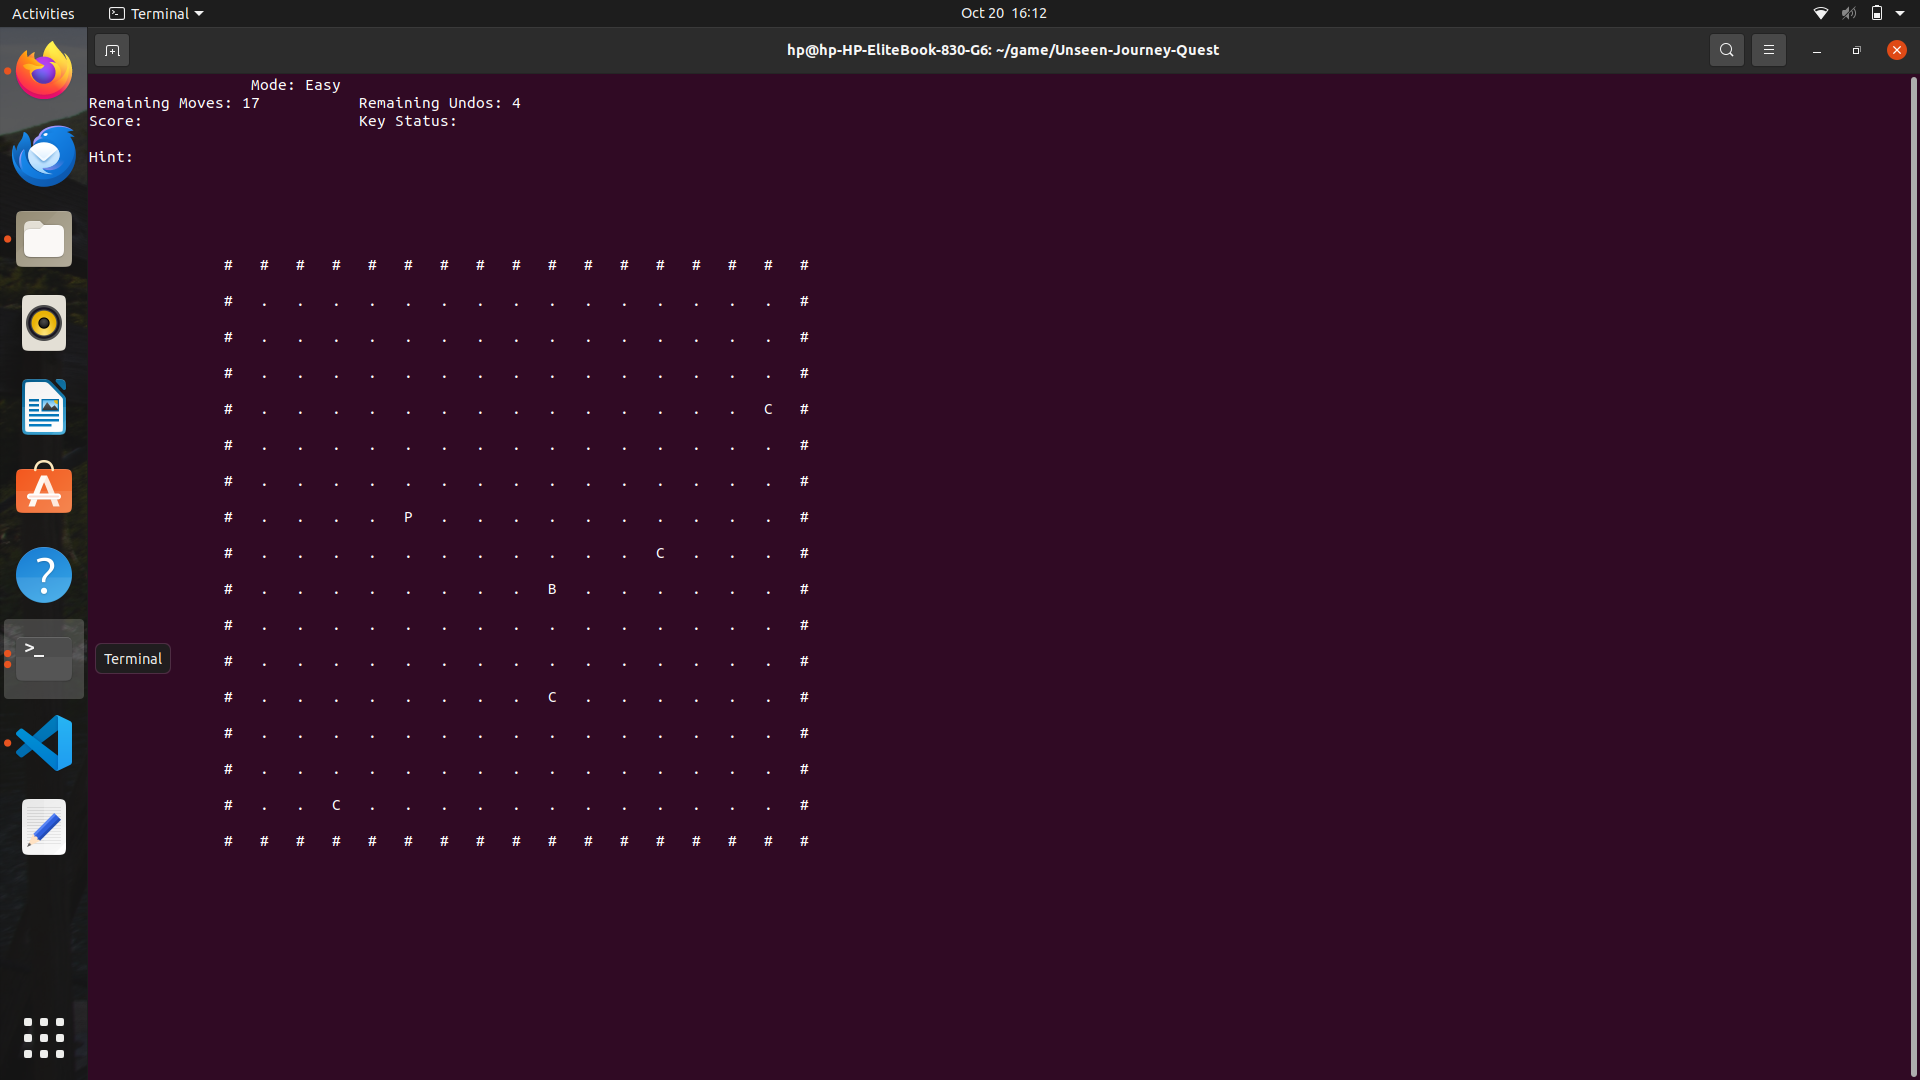 Activities Terminal Oct 20 16:12
hp@hp-HP-EliteBook-830-G6: ~/game/Unseen-Journey-Quest
Mode: Easy
Remaining Moves: 17 Remaining Undos: 4
Score: Key Status:
Hint:
# # # # # # # # # # # # # # # # #
# . . . . . . . . . . . . . . . #
# . . . . . . . . . . . . . . . #
# . . . . . . . . . . . . . . . #
# . . . . . . . . . . . . . . C #
# . . . . . . . . . . . . . . . #
# . . . . . . . . . . . . . . . #
# . . . . P . . . . . . . . . . #
# . . . . . . . . . . . C . . . #
# . . . . . . . . B . . . . . . #
# . . . . . . . . . . . . . . . #
# . . . . . . . . . . . . . . . #
# . . . . . . . . C . . . . . . #
# . . . . . . . . . . . . . . . #
# . . . . . . . . . . . . . . . #
# . . C . . . . . . . . . . . . #
# # # # # # # # # # # # # # # # #
Terminal